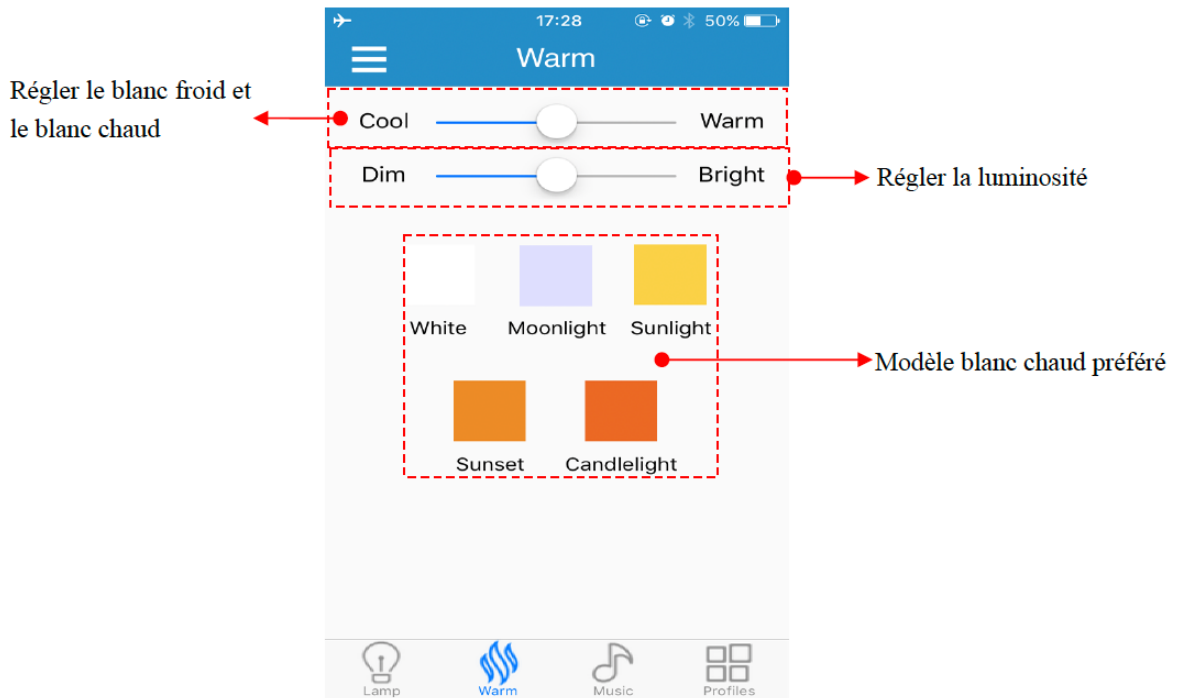 17:28
50%
Warm
Régler le blanc froid et
le blanc chaud
Cool
Warm
Dim
Bright
Régler la luminosité
White
Moonlight
Sunlight
Modèle blanc chaud préféré
Sunset
Candlelight
Lamp
Warm
Music
Profiles